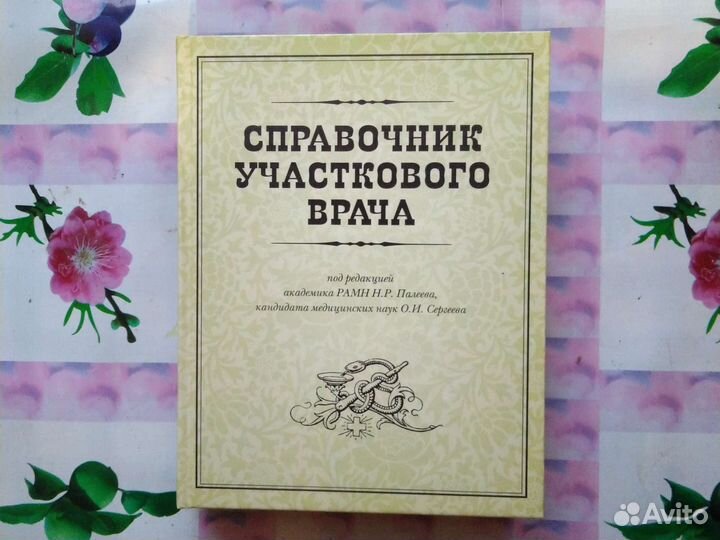 СПРАВОЧНИК
УЧАСТКОВОГО
ВРАЧА
под редакцией
академика РАМН Н.Р. Палеева,
кандидата медицинских наук О.И. Сергеева
Avito